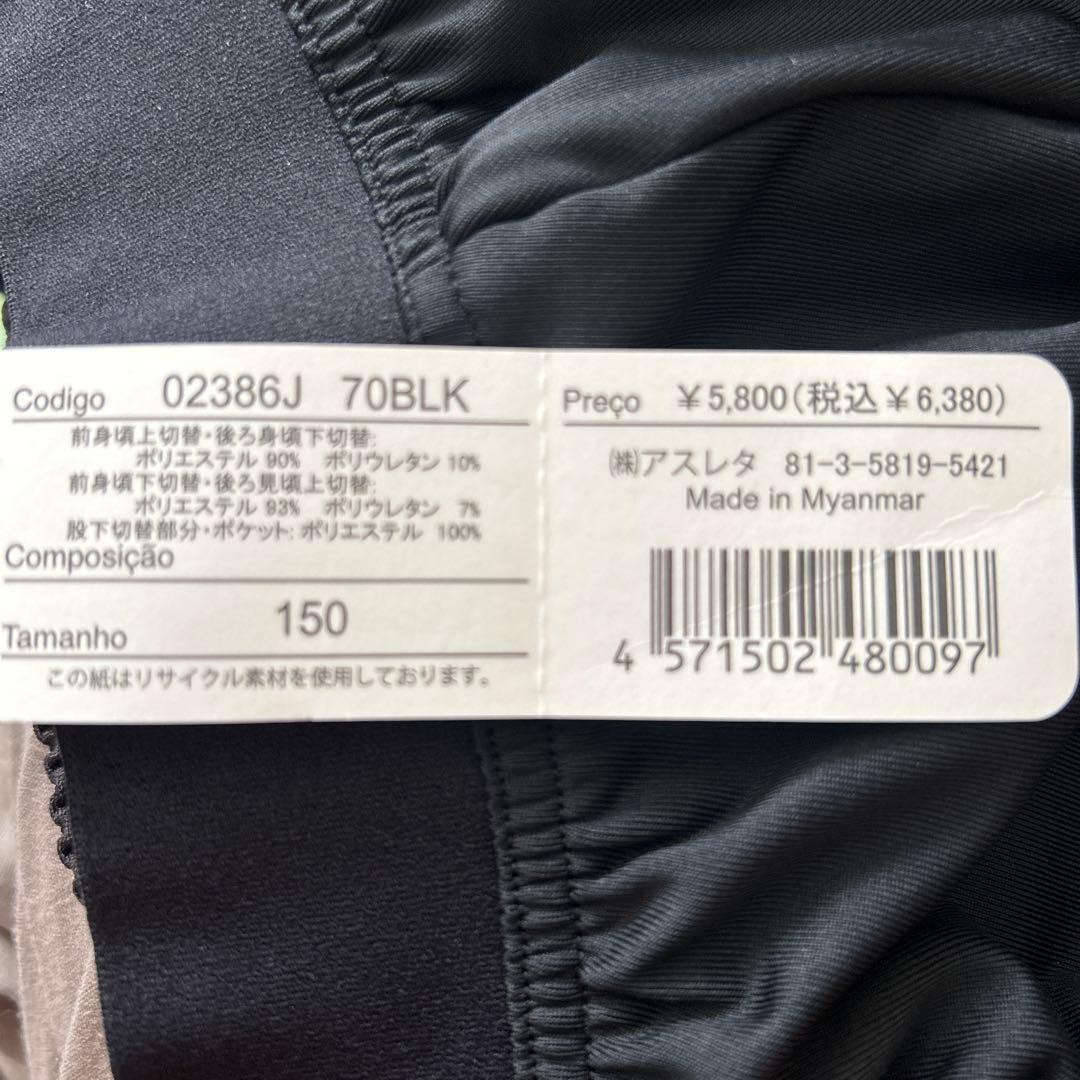 Codigo 02386J 70BLK
前身頃上切替・後ろ身頃下切替:
ポリエステル 90% ポリウレタン 10%
前身頃下切替・後ろ見頃上切替:
ポリエステル 93% ポリウレタン 7%
股下切替部分・ポケット: ポリエステル 100%
Composição
Tamanho 150
この紙はリサイクル素材を使用しております。
Preço ￥5,800(税込￥6,380)
㈱アスレタ 81-3-5819-5421
Made in Myanmar
4 571502 480097